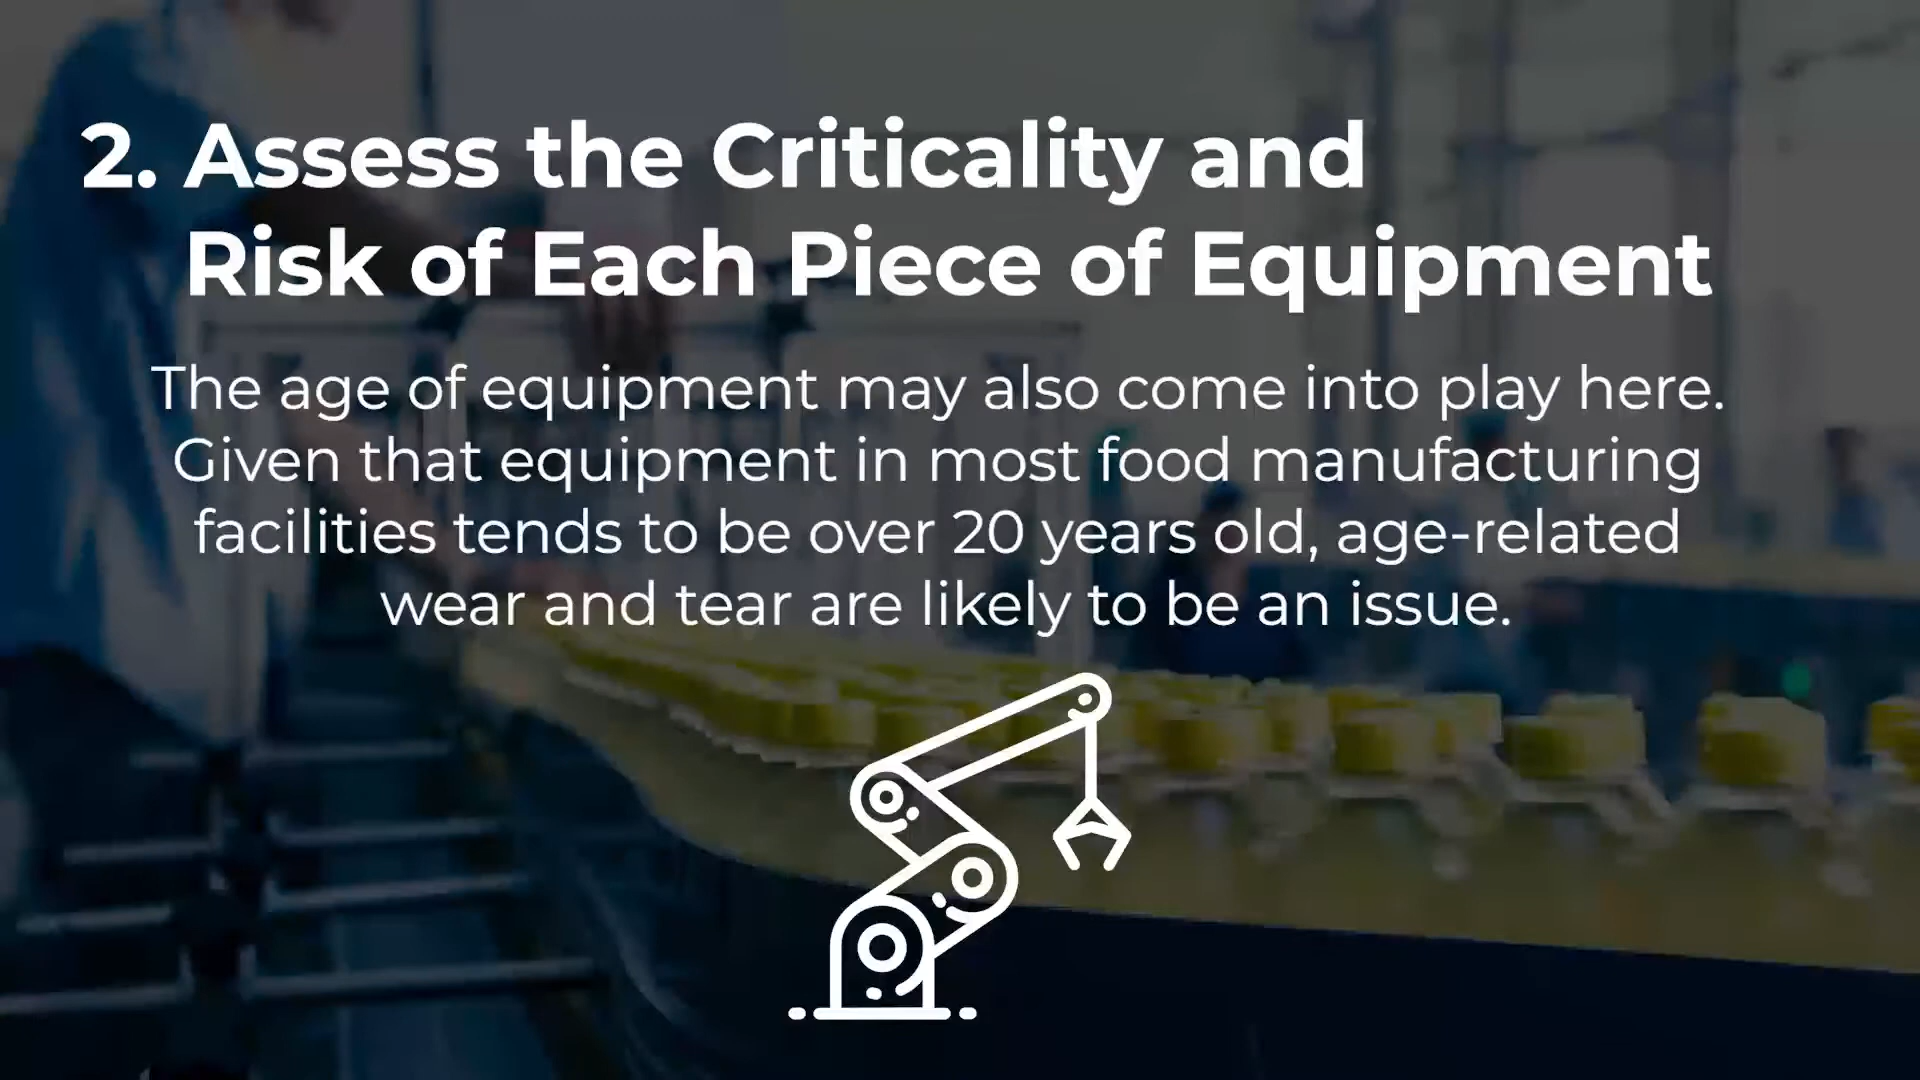 2. Assess the Criticality and
Risk of Each Piece of Equipment
The age of equipment may also come into play here.
Given that equipment in most food manufacturing
facilities tends to be over 20 years old, age-related
wear and tear are likely to be an issue.